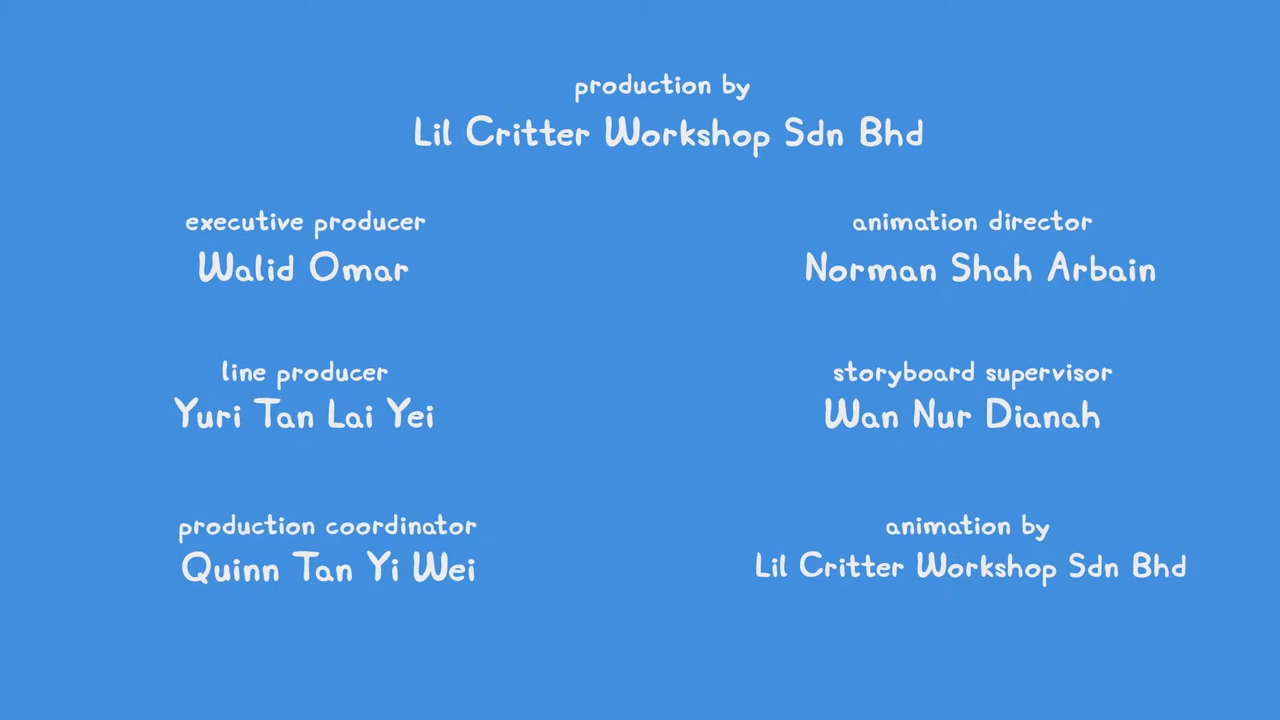 production by
Lil Critter Workshop Sdn Bhd
executive producer
Walid Omar
animation director
Norman Shah Arbain
line producer
Yuri Tan Lai Yei
storyboard supervisor
Wan Nur Dianah
production coordinator
Quinn Tan Yi Wei
animation by
Lil Critter Workshop Sdn Bhd